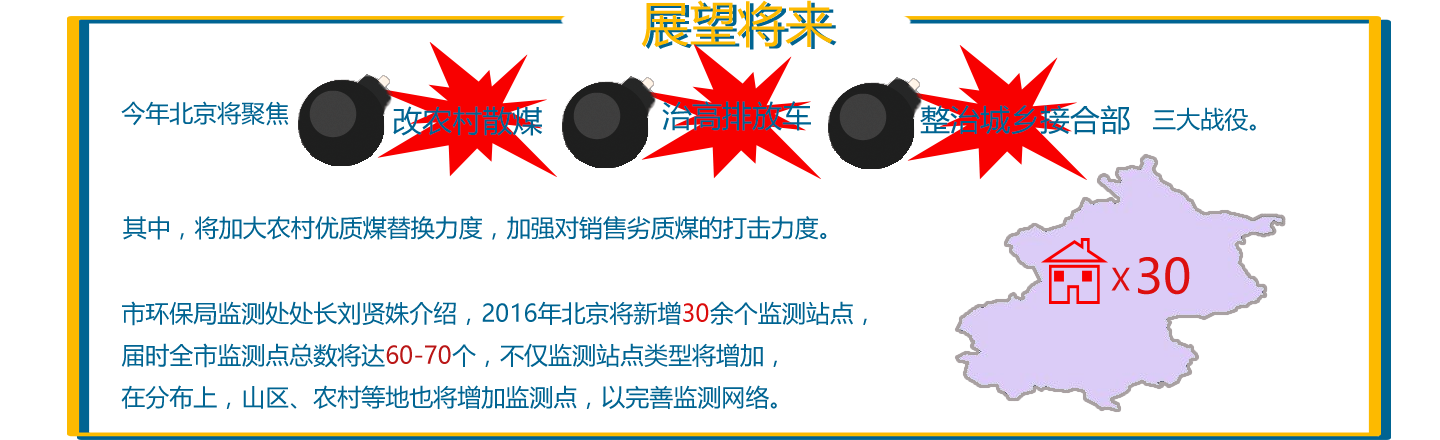 展望将来
今年北京将聚焦 改农村散煤 治高排放车 整治城乡接合部 三大战役。
其中，将加大农村优质煤替换力度，加强对销售劣质煤的打击力度。
x30
市环保局监测处处长刘贤姝介绍，2016年北京将新增30余个监测站点，
届时全市监测点总数将达60-70个，不仅监测站点类型将增加，
在分布上，山区、农村等地也将增加监测点，以完善监测网络。